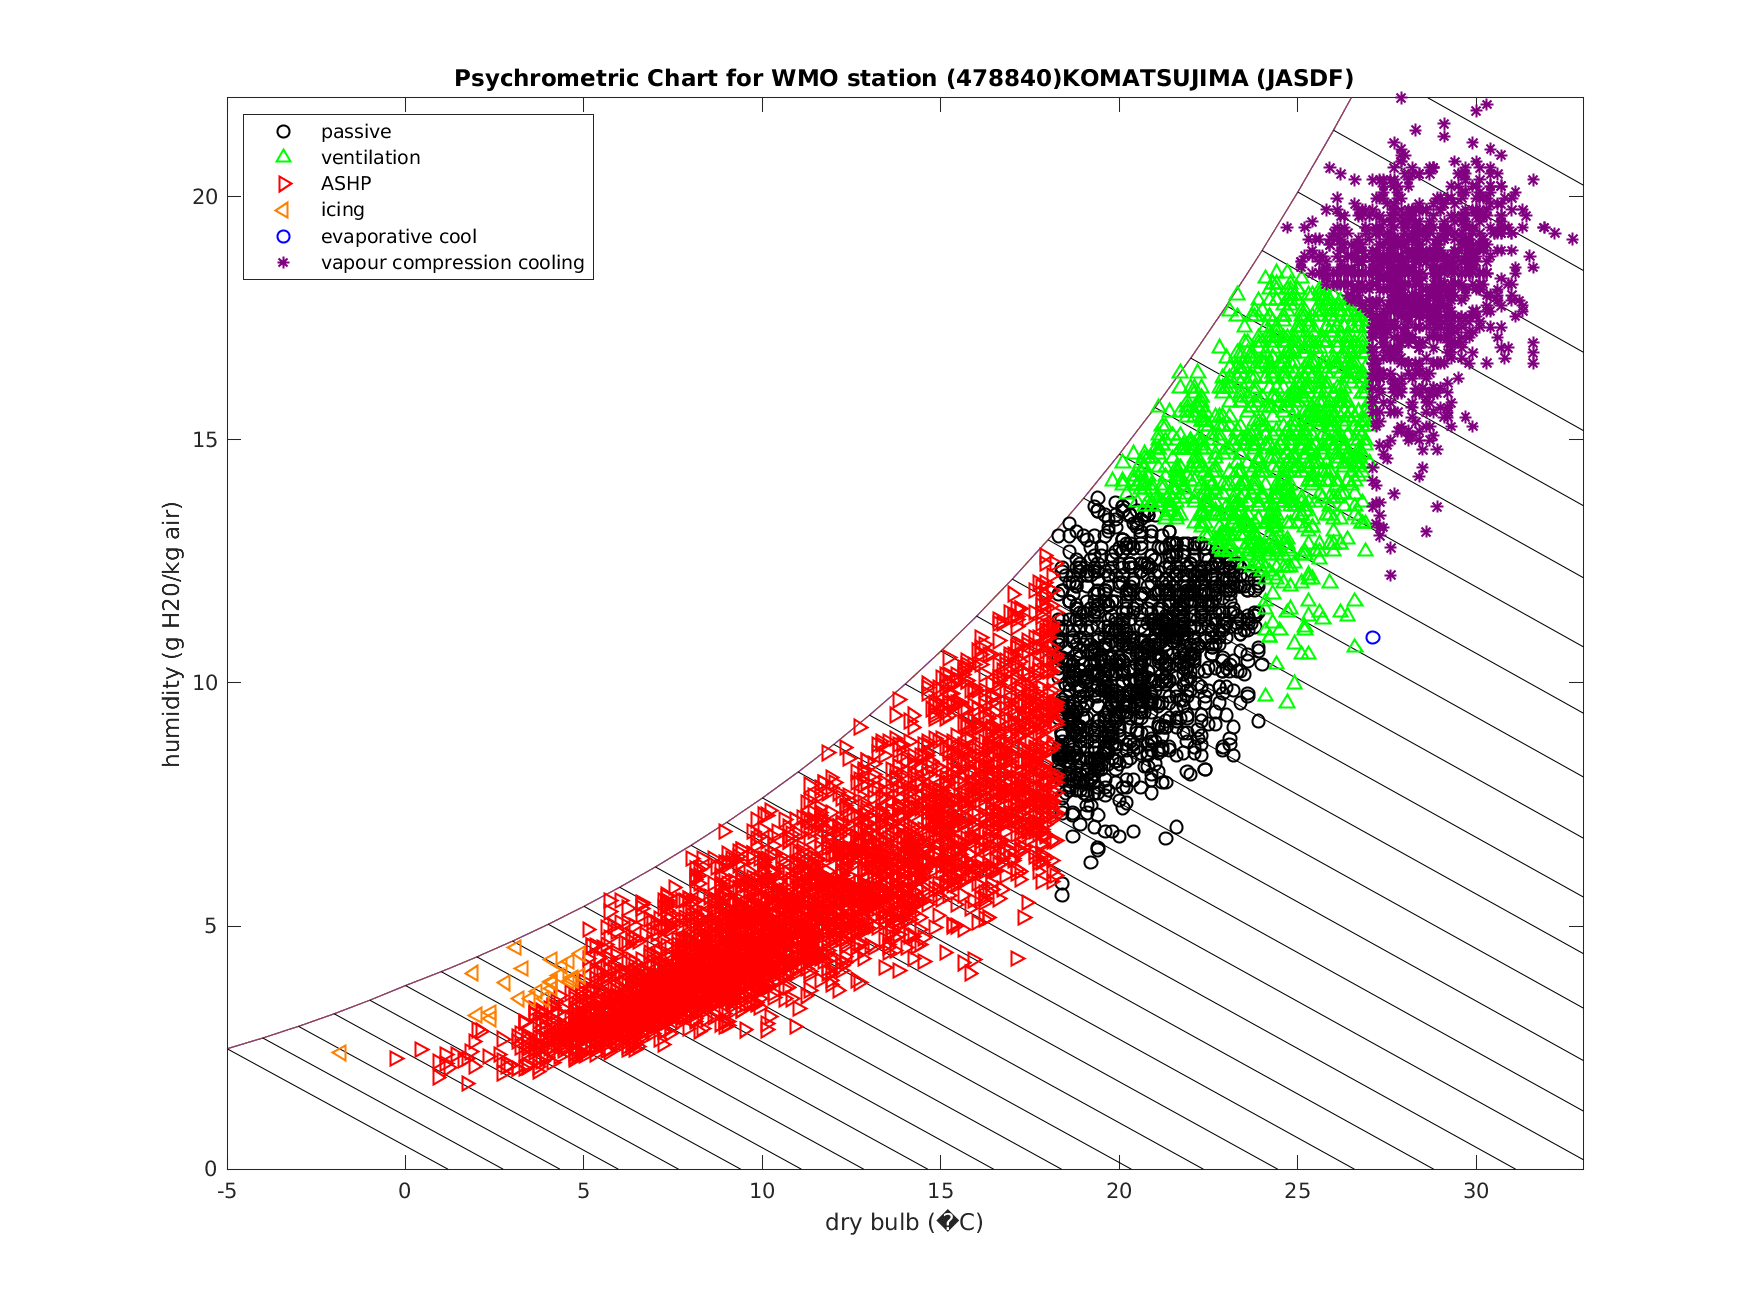 Psychrometric Chart for WMO station (478840)KOMATSUJIMA (JASDF)
passive
ventilation
ASHP
icing
evaporative cool
vapour compression cooling
humidity (g H20/kg air)
20
15
10
5
0
-5 0 5 10 15 20 25 30
dry bulb (�C)